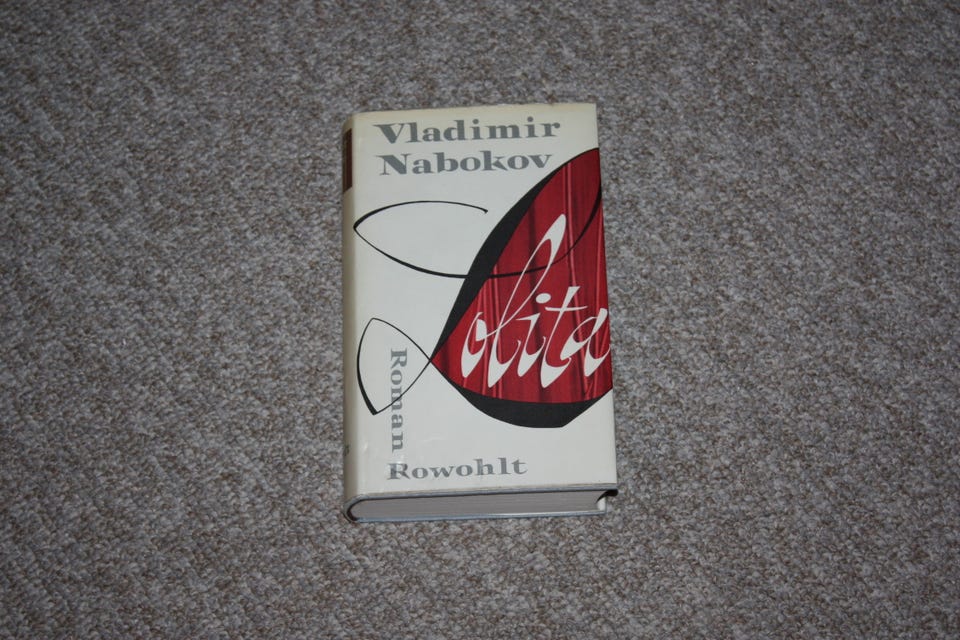 Vladimir
Nabokov
Lolita
Roman
Rowohlt